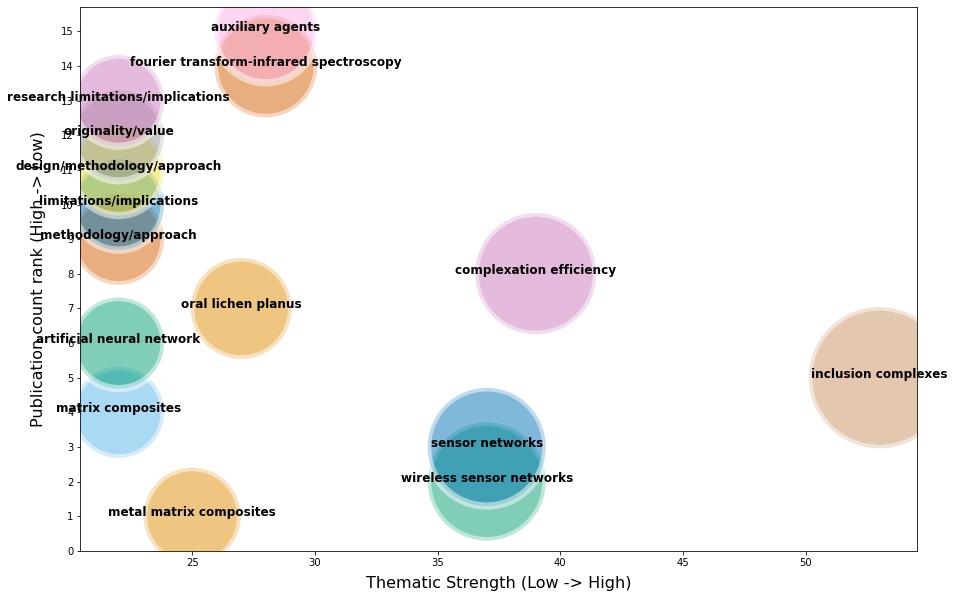 15
auxiliary agents
14
fourier transform-infrared spectroscopy
13
research limitations/implications
12
originality/value
11
design/methodology/approach
10
limitations/implications
9
methodology/approach
8
complexation efficiency
7
oral lichen planus
6
artificial neural network
5
inclusion complexes
4
matrix composites
3
sensor networks
2
wireless sensor networks
1
metal matrix composites
0
25 30 35 40 45 50
Publication count rank (High -> Low)
Thematic Strength (Low -> High)